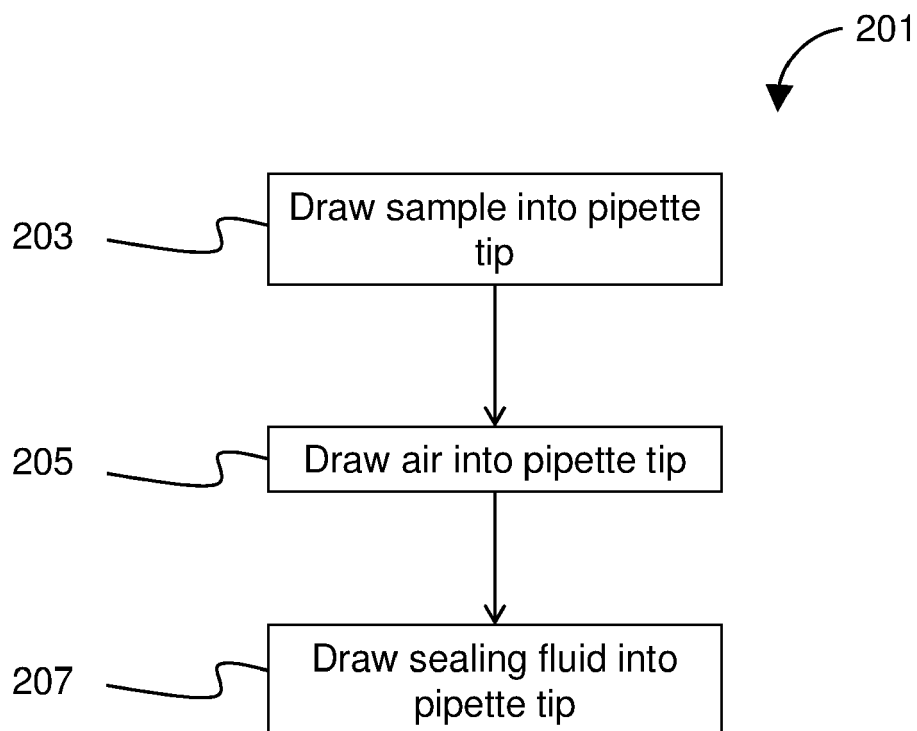 201
203
Draw sample into pipette
tip
205
Draw air into pipette tip
207
Draw sealing fluid into
pipette tip